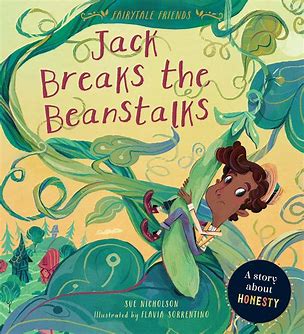 FAIRYTALE FRIENDS
Jack
Breaks the
Beanstalks
A story
about
HONESTY
SUE NICHOLSON
Illustrated by FLAVIA SORRENTINO